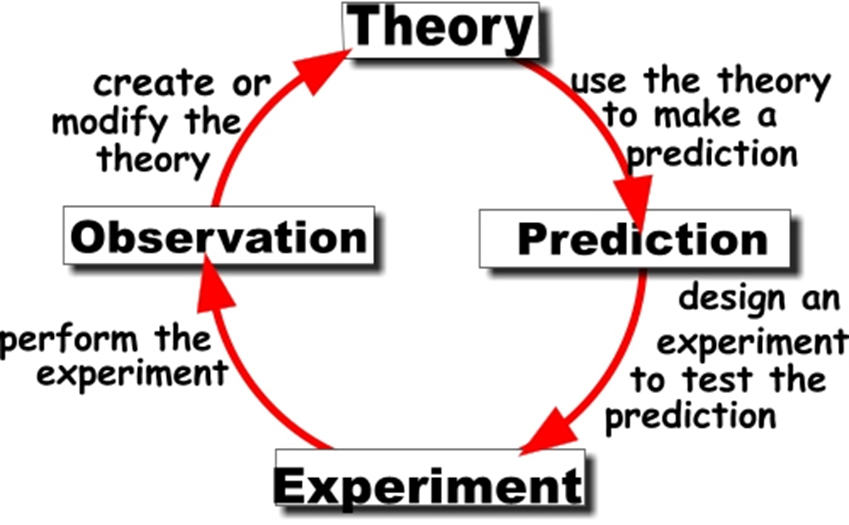 Theory
use the theory
to make a
prediction
Prediction
design an
experiment
to test the
prediction
Experiment
perform the
experiment
Observation
create or
modify the
theory